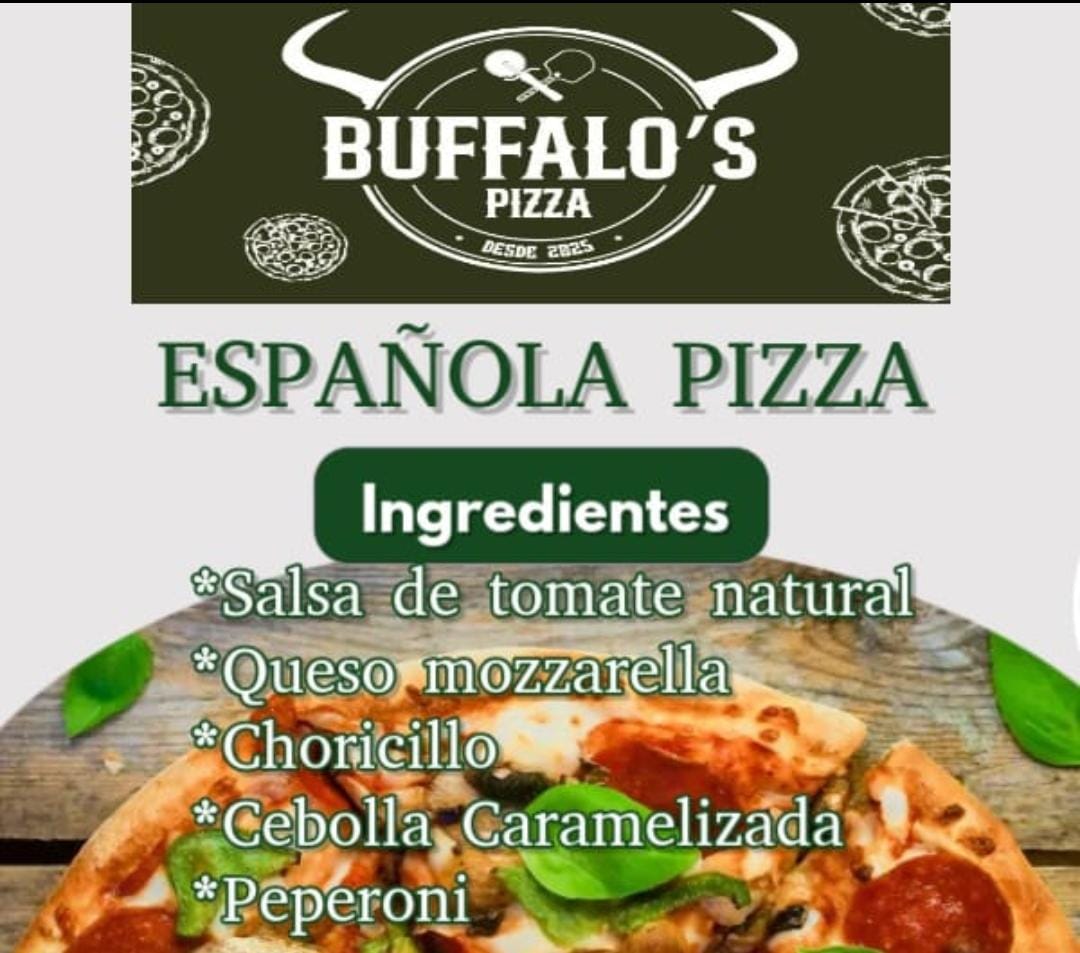 BUFFALO'S
PIZZA
DESDE 2025
ESPAÑOLA PIZZA
Ingredientes
*Salsa de tomate natural
*Queso mozzarella
*Choricillo
*Cebolla Caramelizada
*Peperoni